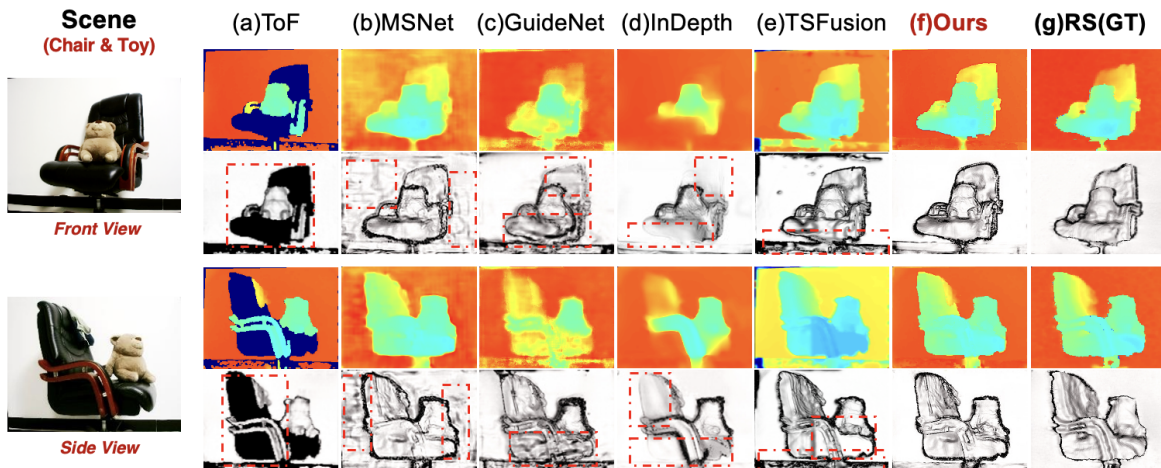 Scene
(Chair & Toy)
(a)ToF
(b)MSNet
(c)GuideNet
(d)InDepth
(e)TSFusion
(f)Ours
(g)RS(GT)
Front View
Side View